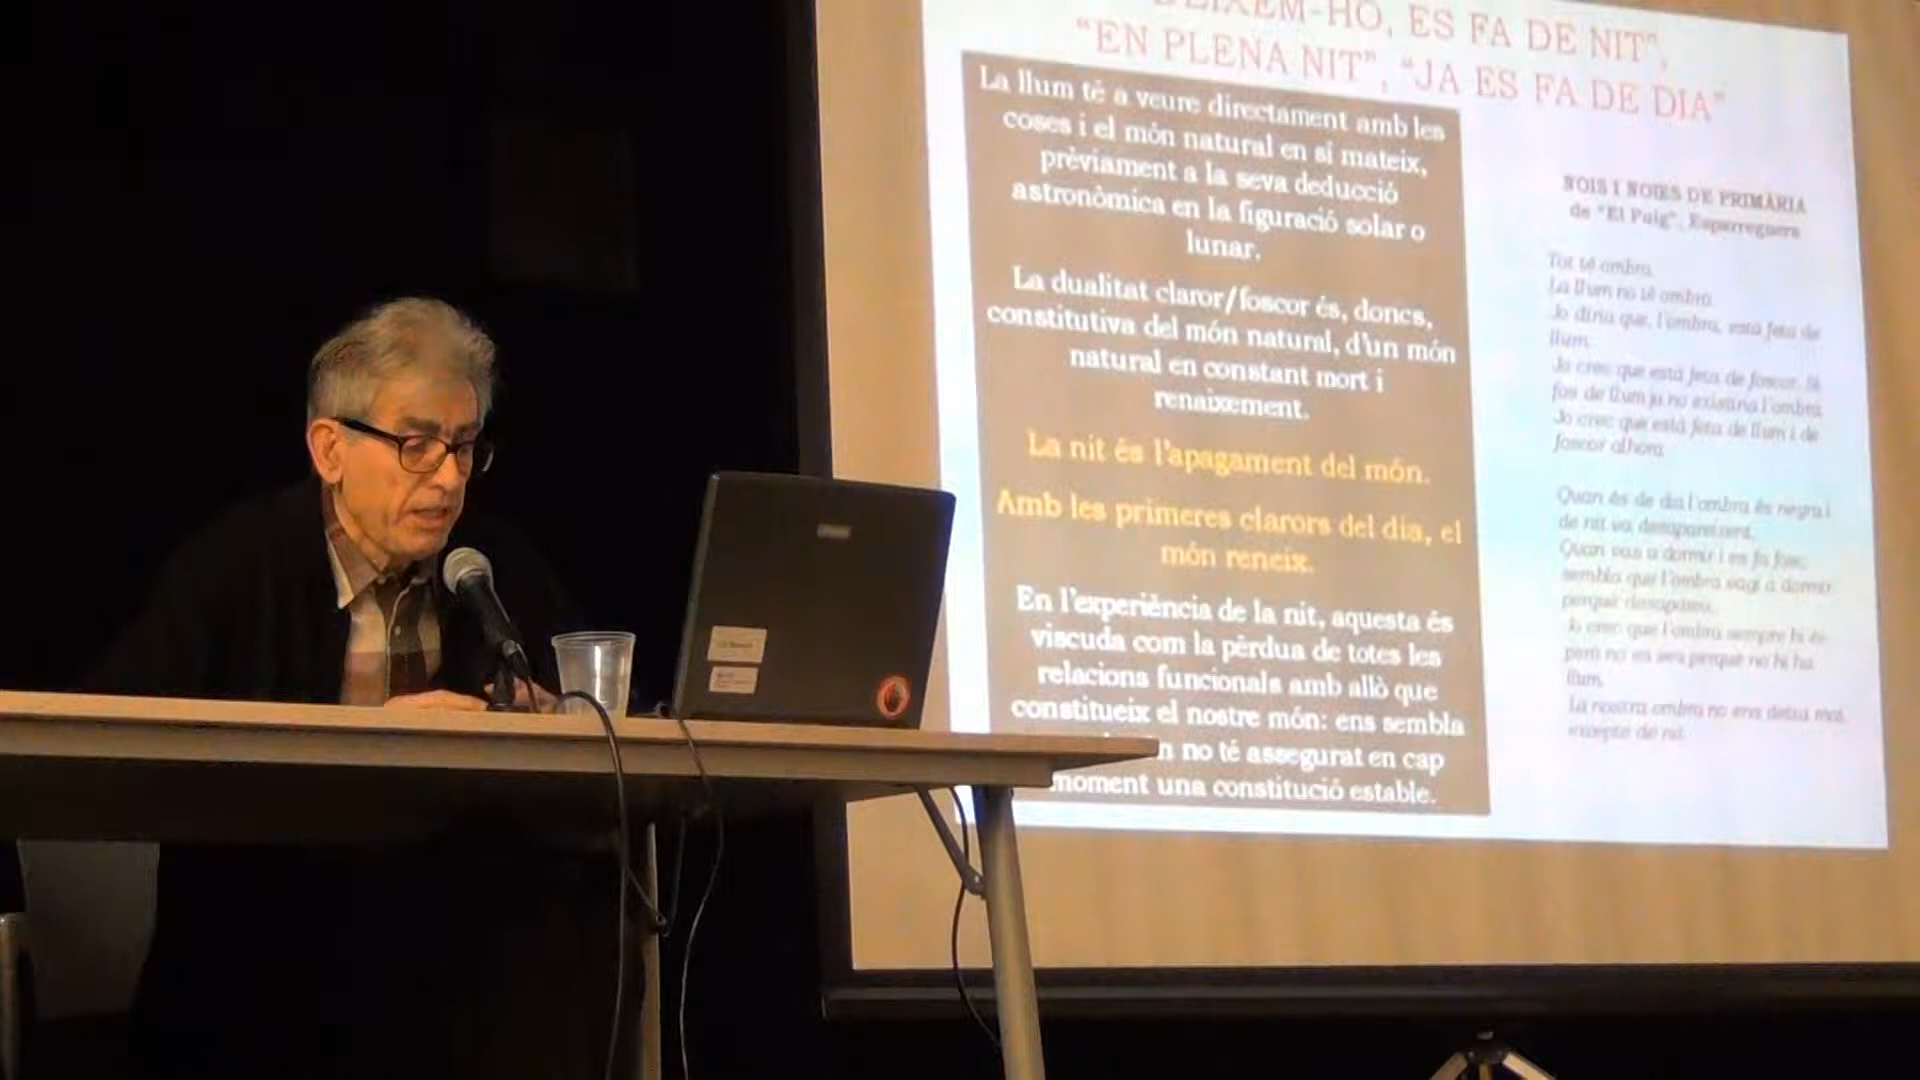 DEIXEM-HO, ES FA DE NIT",
"EN PLENA NIT", "JA ES FA DE DIA"
La llum té a veure directament amb les
coses i el món natural en sí mateix,
prèviament a la seva deducció
astronòmica en la figuració solar o
lunar.
La dualitat claror/foscor és, doncs,
constitutiva del món natural, d'un món
natural en constant mort i
renaixement.
La nit és l'apagament del món.
Amb les primeres clarors del dia, el
món reneix.
En l'experiència de la nit, aquesta és
viscuda com la pèrdua de totes les
relacions funcionals amb allò que
constitueix el nostre món: ens sembla
no té assegurat en cap
moment una constitució estable.
NOIS I NOIES DE PRIMÀRIA
de "El Puig", Esparreguera
Tot té ombra.
La llum no té ombra.
Jo diria que, l'ombra, està feta de
llum.
Jo crec que està feta de foscor. Si
fos de llum ja no existiria l'ombra.
Jo crec que està feta de llum i de
foscor alhora.
Quan és de dia l'ombra és negra i
de nit va desapareixent.
Quan vas a dormir i es fa fosc,
sembla que l'ombra vagi a dormir
perquè desapareix.
Jo crec que l'ombra sempre hi és
però no es veu perquè no hi ha
llum.
La nostra ombra no ens deixa mai,
excepte de nit.